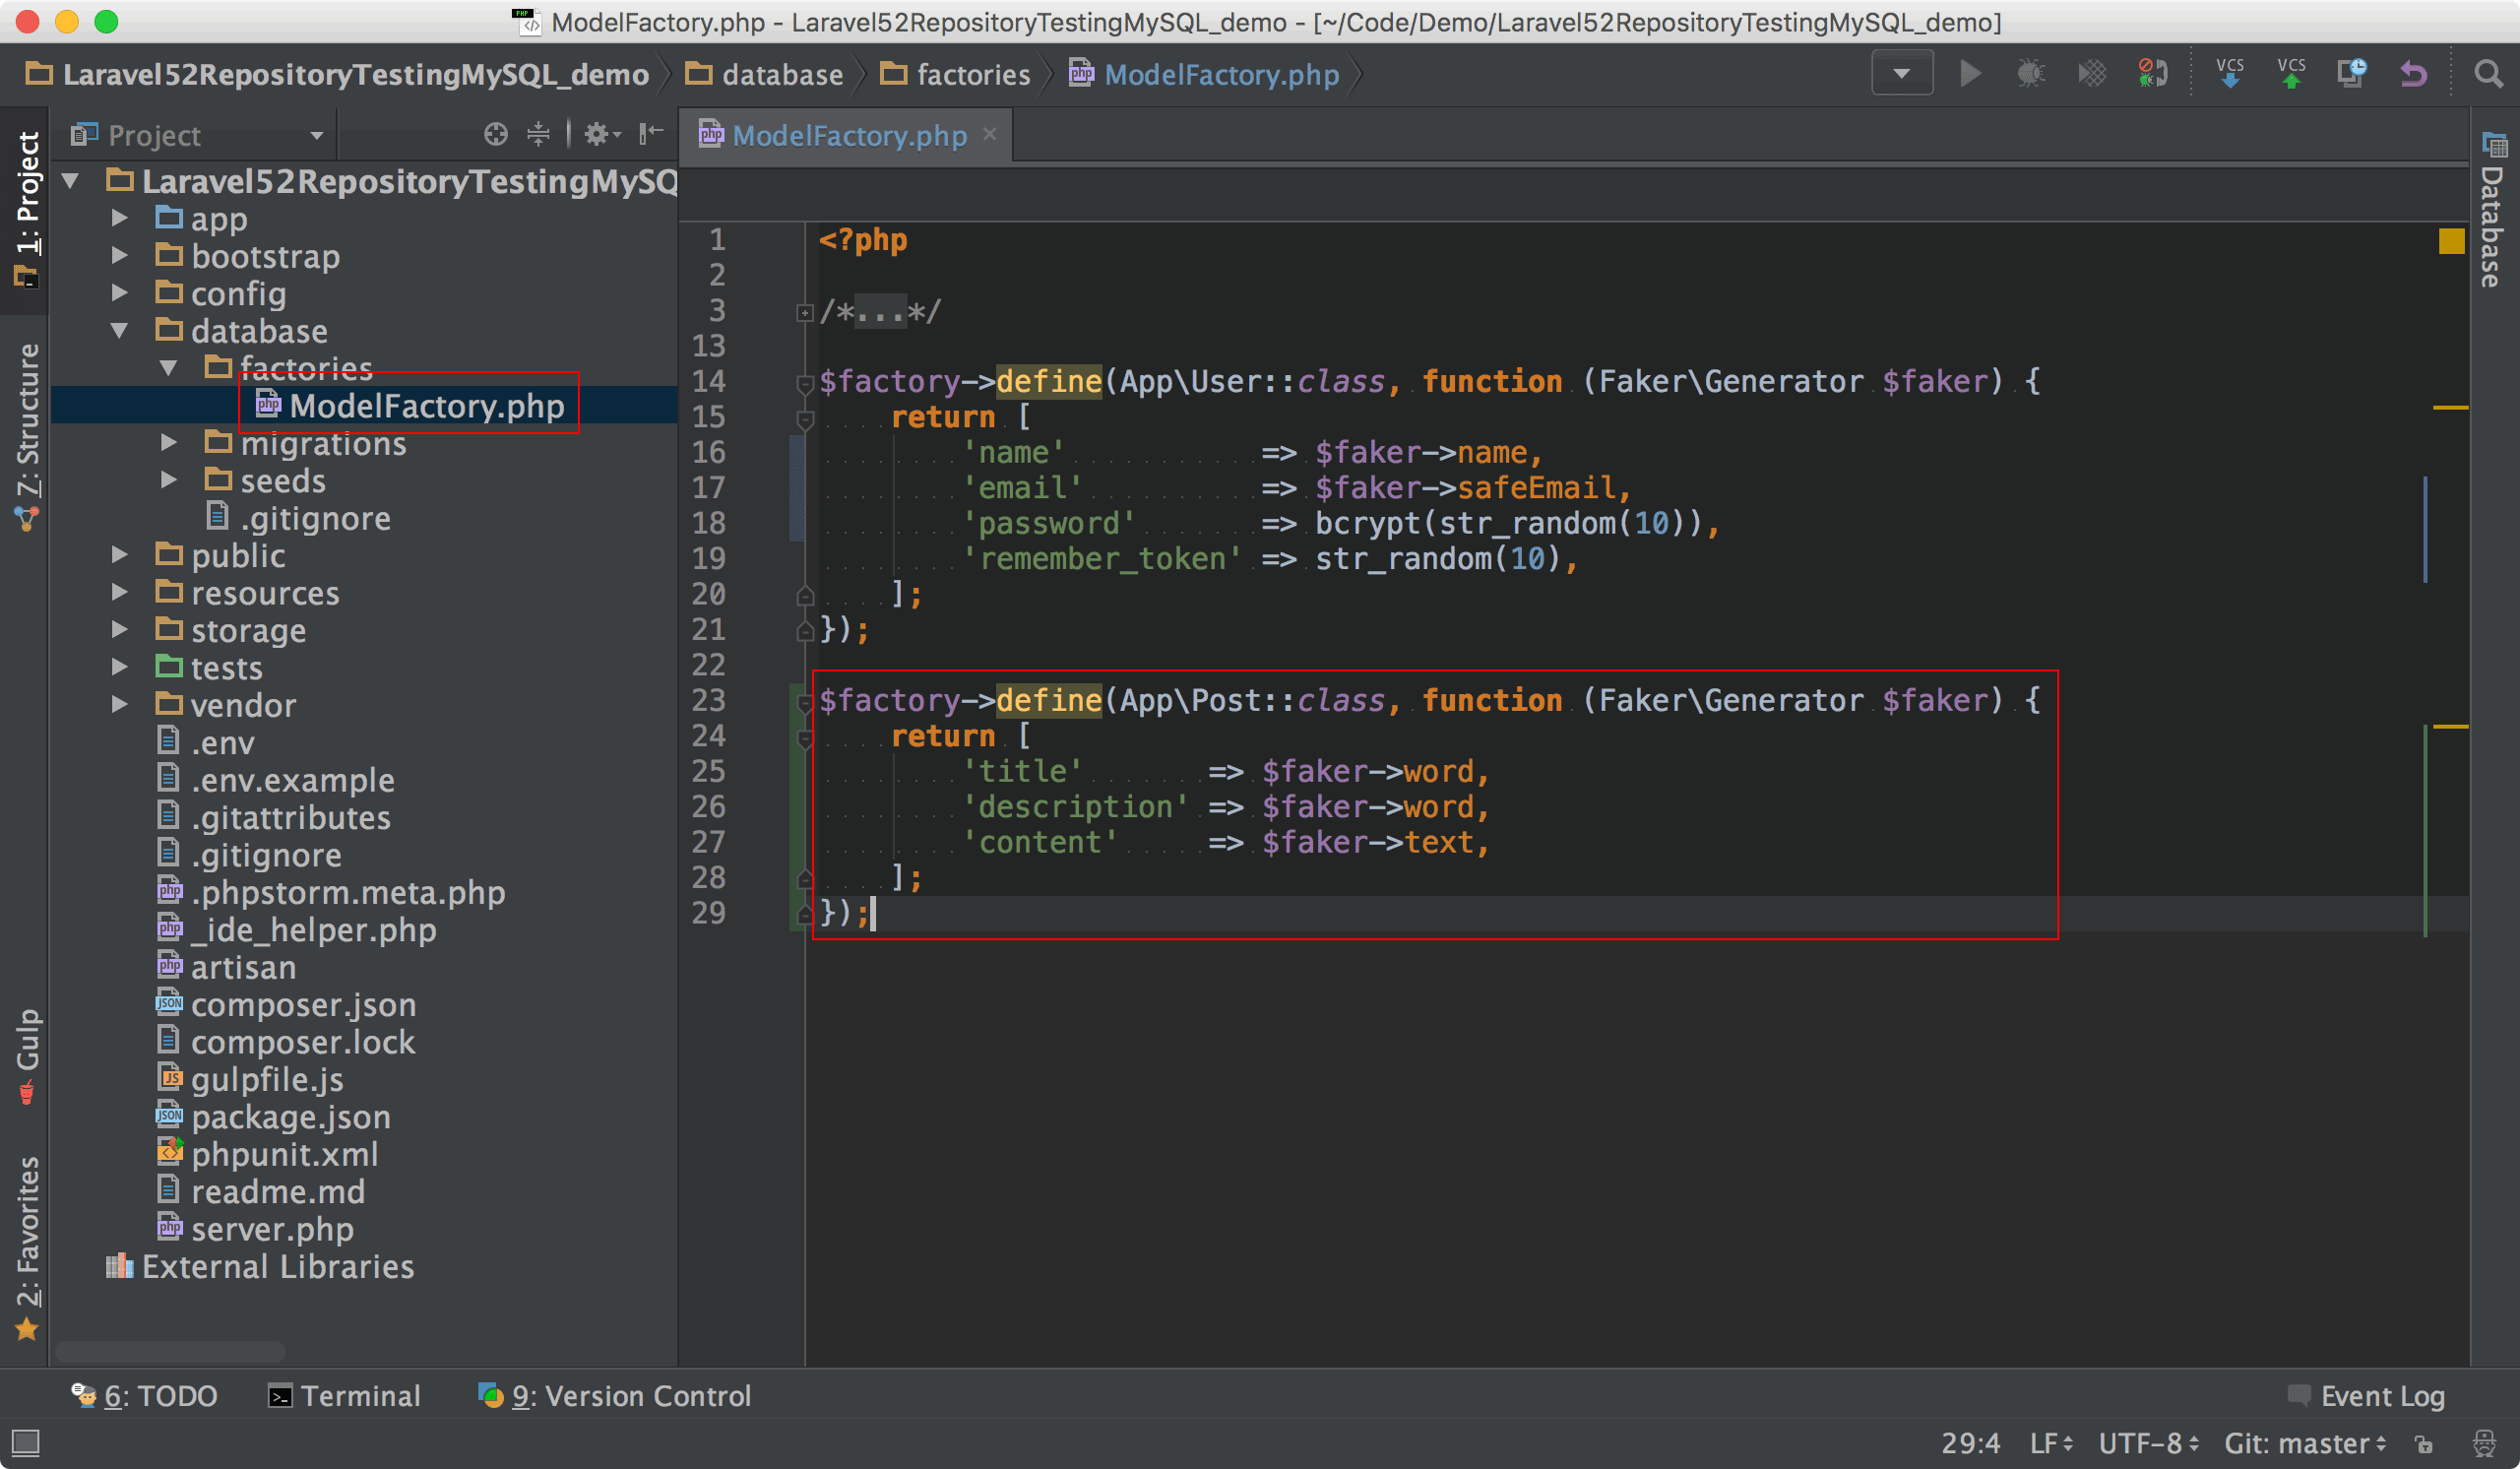 ModelFactory.php - Laravel52RepositoryTestingMySQL_demo - [~/Code/Demo/Laravel52RepositoryTestingMySQL_demo]
Laravel52RepositoryTestingMySQL_demo database factories ModelFactory.php
VCS VCS
1: Project
7: Structure
Gulp
2: Favorites
Project
Laravel52RepositoryTestingMySQ
app
bootstrap
config
database
factories
ModelFactory.php
migrations
seeds
.gitignore
public
resources
storage
tests
vendor
.env
.env.example
.gitattributes
.gitignore
.phpstorm.meta.php
_ide_helper.php
artisan
composer.json
composer.lock
gulpfile.js
package.json
phpunit.xml
readme.md
server.php
External Libraries
ModelFactory.php
1 <?php
2
3 /*...*/
13
14 $factory->define(App\User::class, function (Faker\Generator $faker) {
15 return [
16 'name' => $faker->name,
17 'email' => $faker->safeEmail,
18 'password' => bcrypt(str_random(10)),
19 'remember_token' => str_random(10),
20 ];
21 });
22
23 $factory->define(App\Post::class, function (Faker\Generator $faker) {
24 return [
25 'title' => $faker->word,
26 'description' => $faker->word,
27 'content' => $faker->text,
28 ];
29 });
Database
6: TODO Terminal 9: Version Control Event Log
29:4 LF UTF-8 Git: master